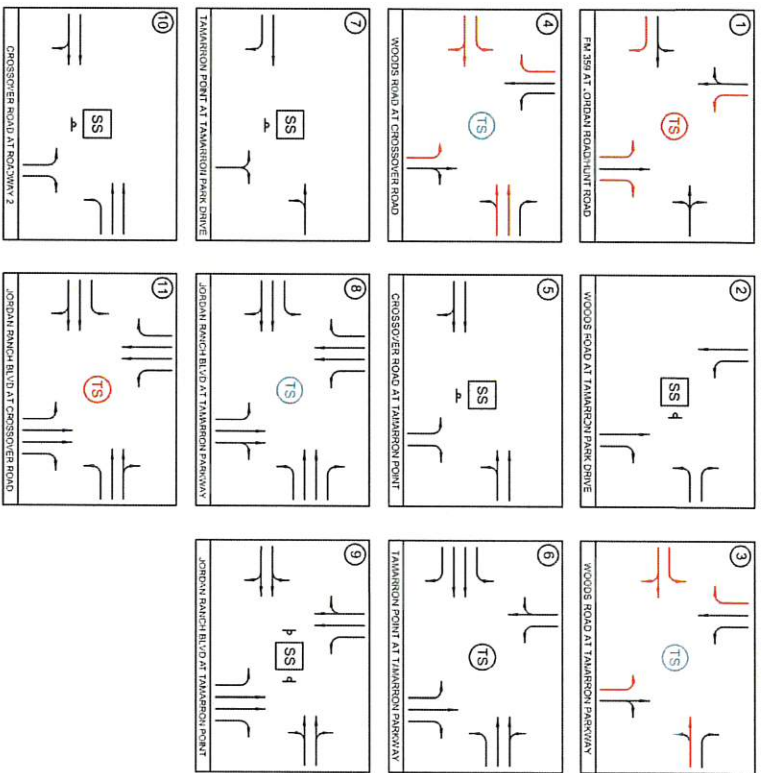 1
TS
FM 359 AT JORDAN ROAD/HUNT ROAD
2
SS
WOODS ROAD AT TAMARRON PARK DRIVE
3
TS
WOODS ROAD AT TAMARRON PARKWAY
4
TS
WOODS ROAD AT CROSSOVER ROAD
5
SS
CROSSOVER ROAD AT TAMARRON POINT
6
TS
TAMARRON POINT AT TAMARRON PARKWAY
7
SS
TAMARRON POINT AT TAMARRON PARK DRIVE
8
TS
JORDAN RANCH BLVD AT TAMARRON PARKWAY
9
SS
JORDAN RANCH BLVD AT TAMARRON POINT
10
SS
CROSSOVER ROAD AT ROADWAY 2
11
TS
JORDAN RANCH BLVD AT CROSSOVER ROAD